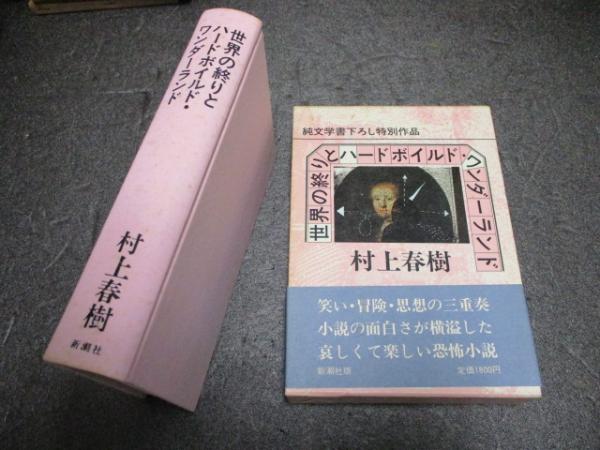 世界の終りと
ハードボイルド・
ワンダーランド
村上春樹
新潮社
純文学書下ろし特別作品
世界の終りとハードボイルド・ワンダーランド
村上春樹
笑い・冒険・思想の三重奏
小説の面白さが横溢した
哀しくて楽しい恐怖小説
新潮社版
定価1800円